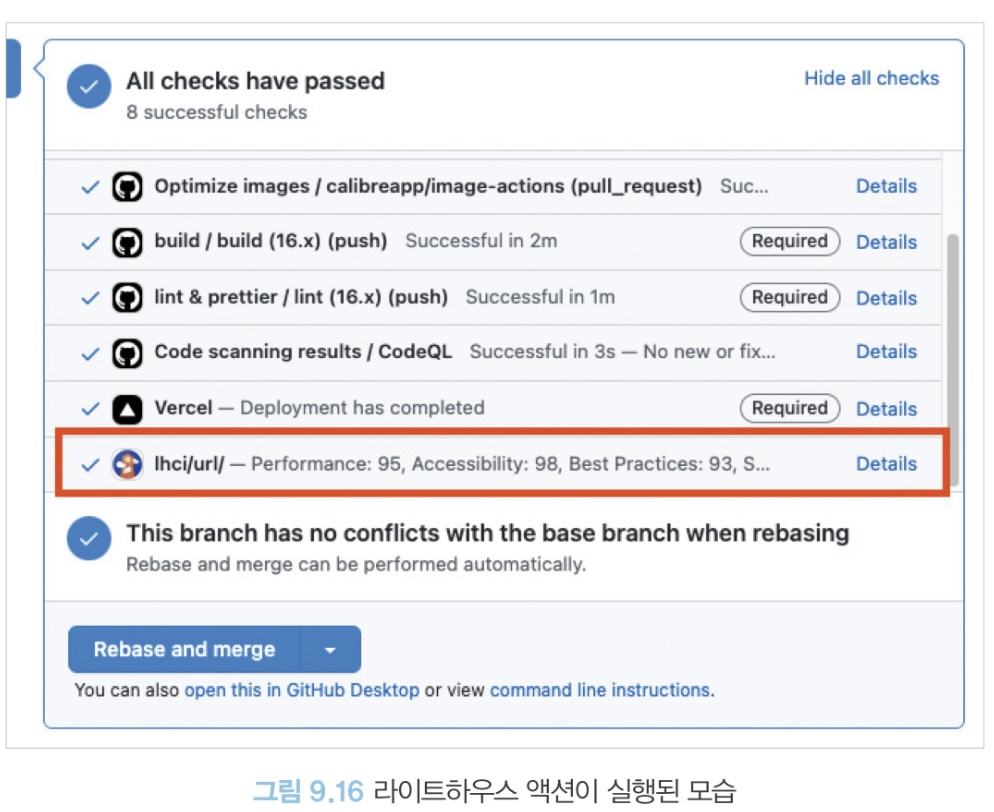 All checks have passed
Hide all checks
8 successful checks
Optimize images / calibreapp/image-actions (pull_request) Suc... Details
build / build (16.x) (push) Successful in 2m Required Details
lint & prettier / lint (16.x) (push) Successful in 1m Required Details
Code scanning results / CodeQL Successful in 3s — No new or fix... Details
Vercel — Deployment has completed Required Details
lhci/url/ — Performance: 95, Accessibility: 98, Best Practices: 93, S... Details
This branch has no conflicts with the base branch when rebasing
Rebase and merge can be performed automatically.
Rebase and merge
You can also open this in GitHub Desktop or view command line instructions.
그림 9.16 라이트하우스 액션이 실행된 모습